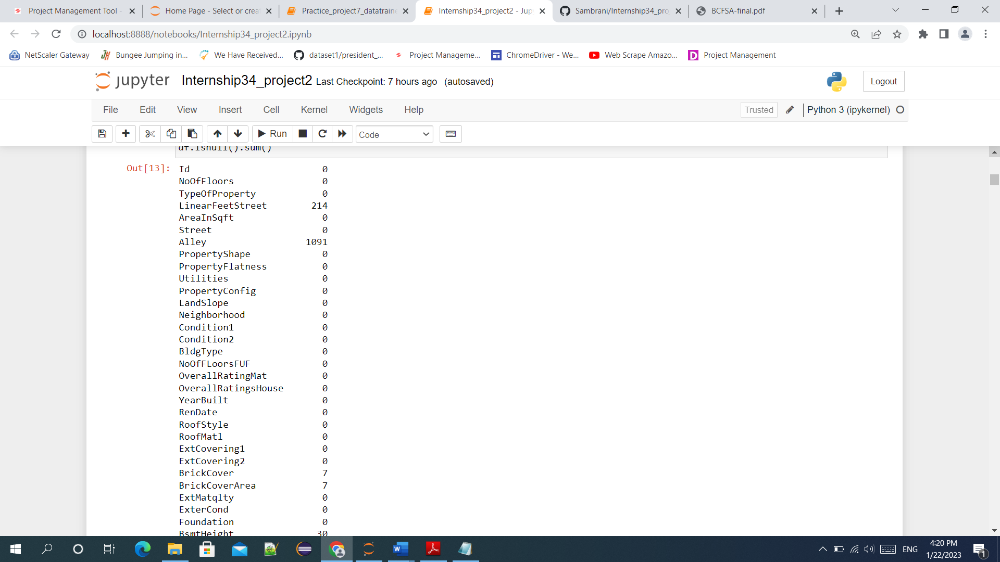 Project Management Tool -
Home Page - Select or crea
Practice_project7_datatraine
Internship34_project2 - Jup
Sambrani/Internship34_pro
BCFSA-final.pdf
localhost:8888/notebooks/Internship34_project2.ipynb
NetScaler Gateway
Bungee Jumping in...
We Have Received...
dataset1/president_...
Project Manageme...
ChromeDriver - We...
Web Scrape Amazo...
Project Management
jupyter
Internship34_project2 Last Checkpoint: 7 hours ago (autosaved)
Logout
File Edit View Insert Cell Kernel Widgets Help
Trusted
Python 3 (ipykernel)
Run
Code
df.isnull().sum()
Out[13]:
Id 0
NoOfFloors 0
TypeOfProperty 0
LinearFeetStreet 214
AreaInSqft 0
Street 0
Alley 1091
PropertyShape 0
PropertyFlatness 0
Utilities 0
PropertyConfig 0
LandSlope 0
Neighborhood 0
Condition1 0
Condition2 0
BldgType 0
NoOfFLoorsFUF 0
OverallRatingMat 0
OverallRatingsHouse 0
YearBuilt 0
RenDate 0
RoofStyle 0
RoofMatl 0
ExtCovering1 0
ExtCovering2 0
BrickCover 7
BrickCoverArea 7
ExtMatqlty 0
ExterCond 0
Foundation 0
BsmtHeight 30
ENG
4:20 PM
1/22/2023
1